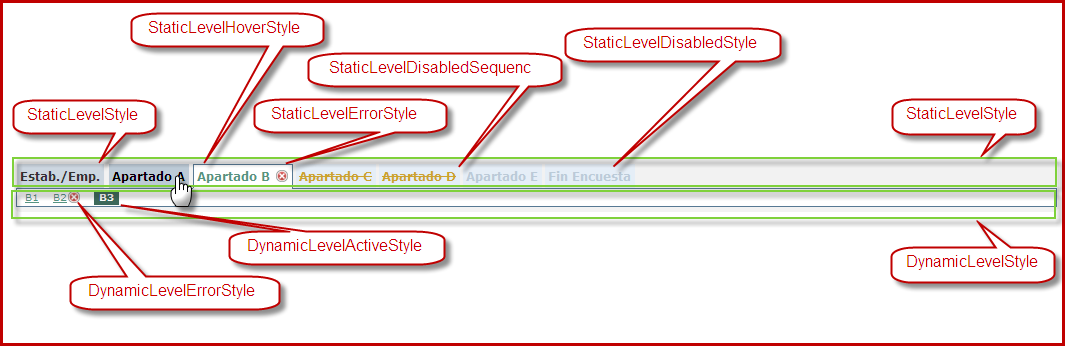 StaticLevelHoverStyle
StaticLevelDisabledStyle
StaticLevelDisabledSequenc
StaticLevelStyle
StaticLevelErrorStyle
StaticLevelStyle
Estab./Emp. Apartado A Apartado B Apartado C Apartado D Apartado E Fin Encuesta
B1 B2 B3
DynamicLevelActiveStyle
DynamicLevelStyle
DynamicLevelErrorStyle